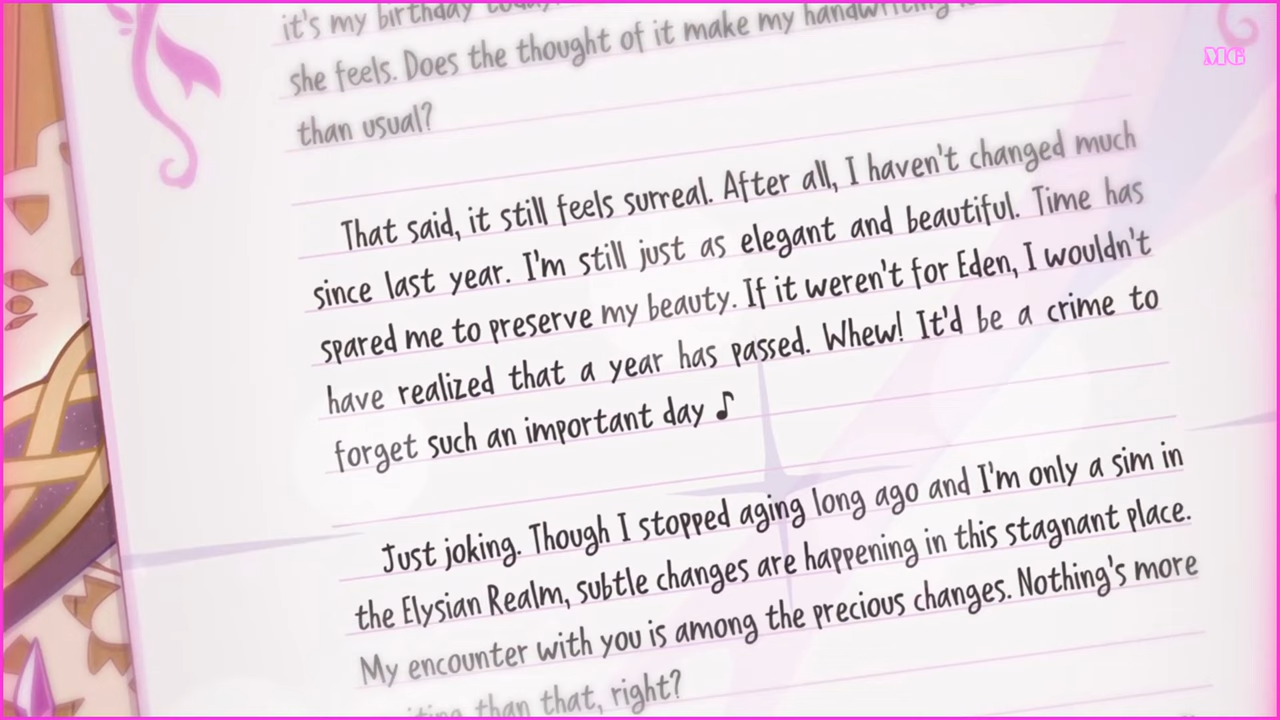 it's my birthday today
MG
she feels. Does the thought of it make my handwriting
than usual?
That said, it still feels surreal. After all, I haven't changed much
since last year. I'm still just as elegant and beautiful. Time has
spared me to preserve my beauty. If it weren't for Eden, I wouldn't
have realized that a year has passed. Whew! It'd be a crime to
forget such an important day ♪
Just joking. Though I stopped aging long ago and I'm only a sim in
the Elysian Realm, subtle changes are happening in this stagnant place.
My encounter with you is among the precious changes. Nothing's more
than that, right?